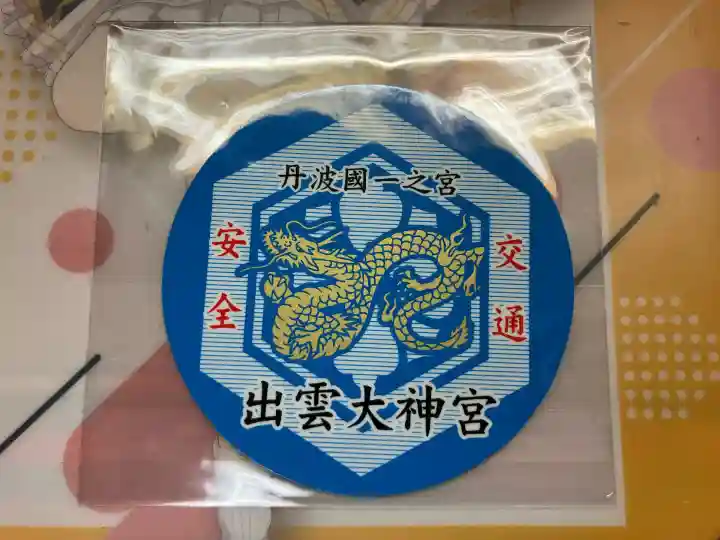 丹波國一之宮
交通
安全
出雲大神宮